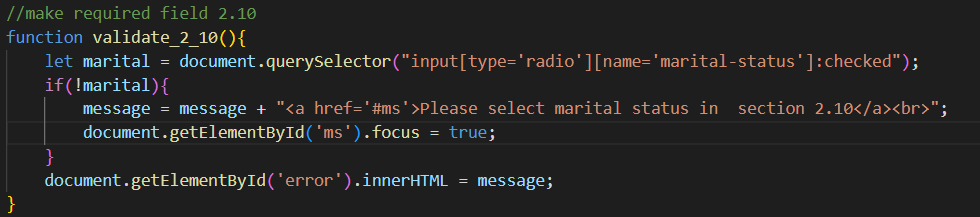 //make required field 2.10
function validate_2_10(){
    let marital = document.querySelector("input[type='radio'][name='marital-status']:checked");
    if(!marital){
        message = message + "<a href='#ms'>Please select marital status in  section 2.10</a><br>";
        document.getElementById('ms').focus = true;
    }
    document.getElementById('error').innerHTML = message;
}